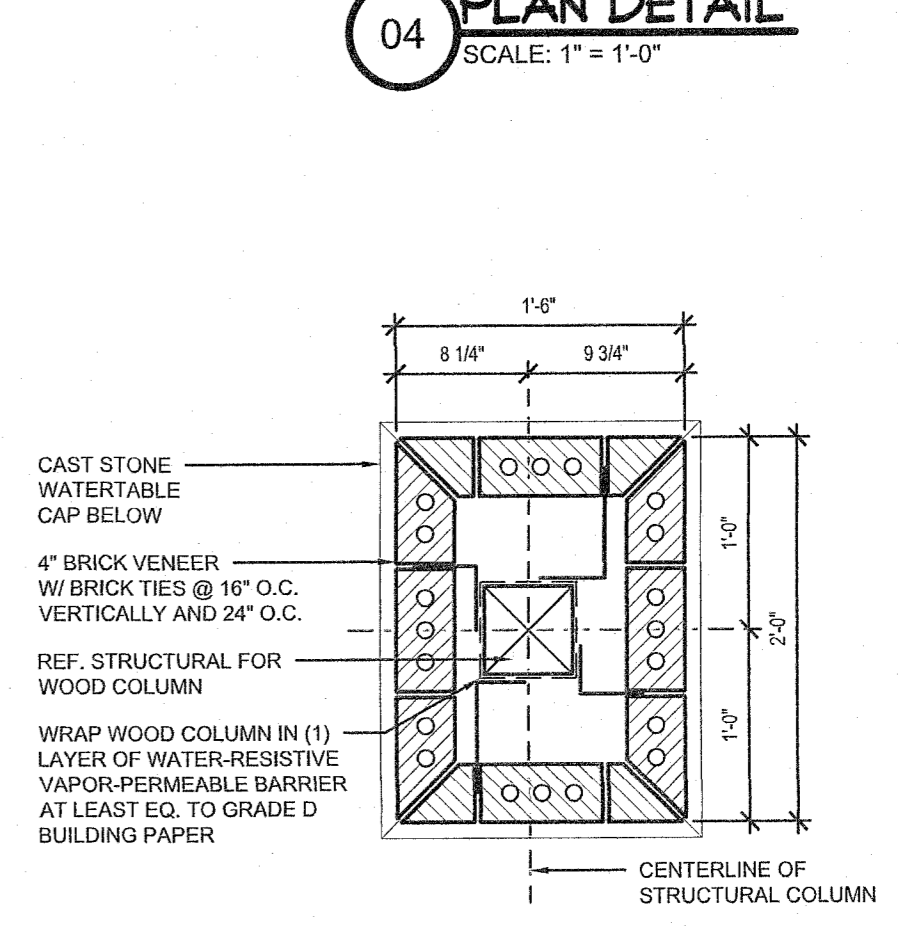 04
PLAN DETAIL
SCALE: 1" = 1'-0"
1'-6"
8 1/4"
9 3/4"
CAST STONE
WATERTABLE
CAP BELOW
4" BRICK VENEER
W/ BRICK TIES @ 16" O.C.
VERTICALLY AND 24" O.C.
REF. STRUCTURAL FOR
WOOD COLUMN
WRAP WOOD COLUMN IN (1)
LAYER OF WATER-RESISTIVE
VAPOR-PERMEABLE BARRIER
AT LEAST EQ. TO GRADE D
BUILDING PAPER
1'-0"
2'-0"
1'-0"
CENTERLINE OF
STRUCTURAL COLUMN